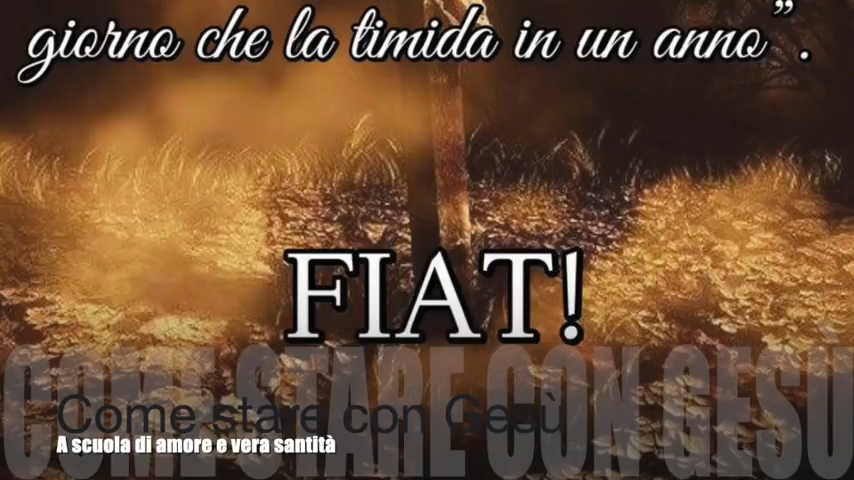 giorno che la timida in un anno”.
FIAT!
COME STARE CON GESÙ
Come stare con Gesù
A scuola di amore e vera santità